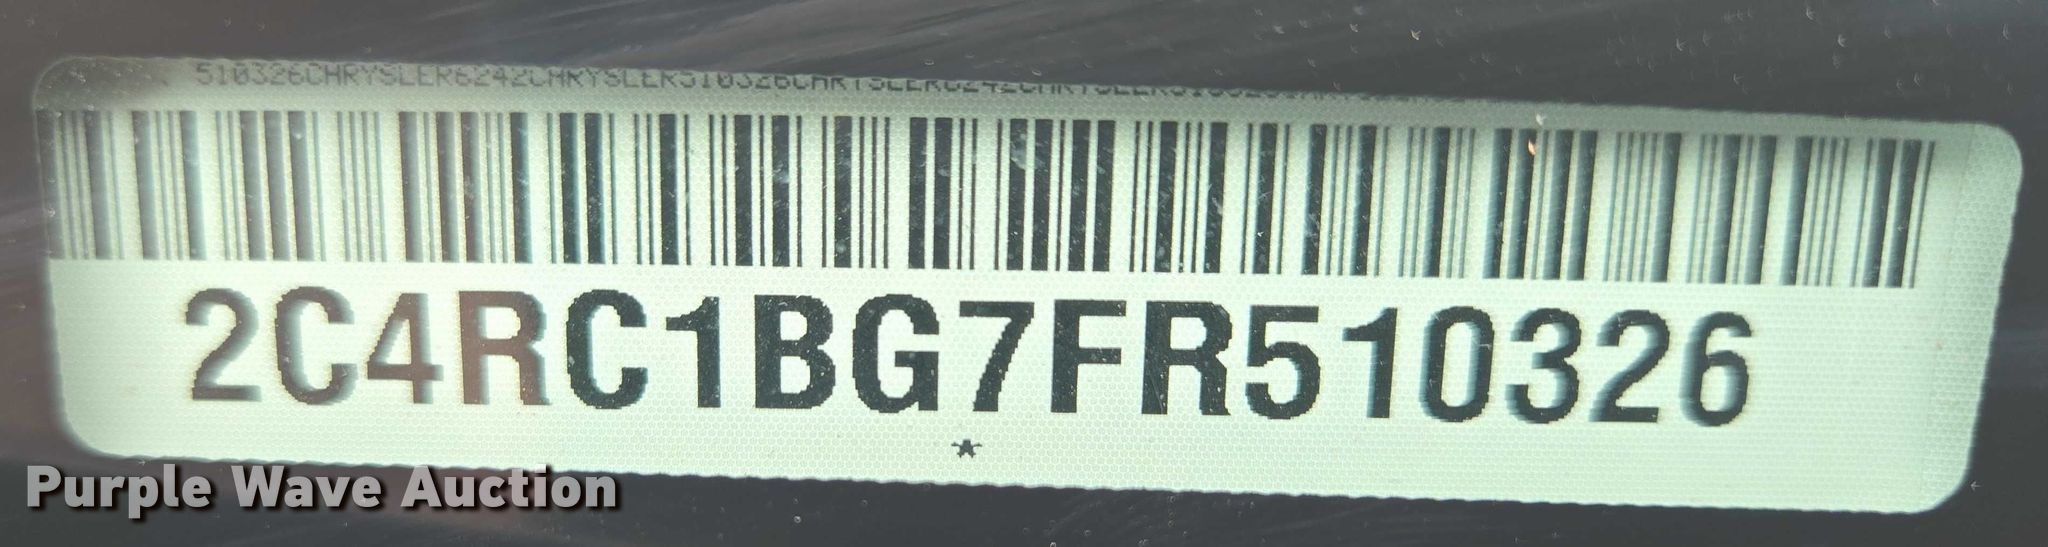 510326CHRYSLER6242CHRYSLER510326CHRYSLER6242CHRYSLER
2C4RC1BG7FR510326
*
Purple Wave Auction